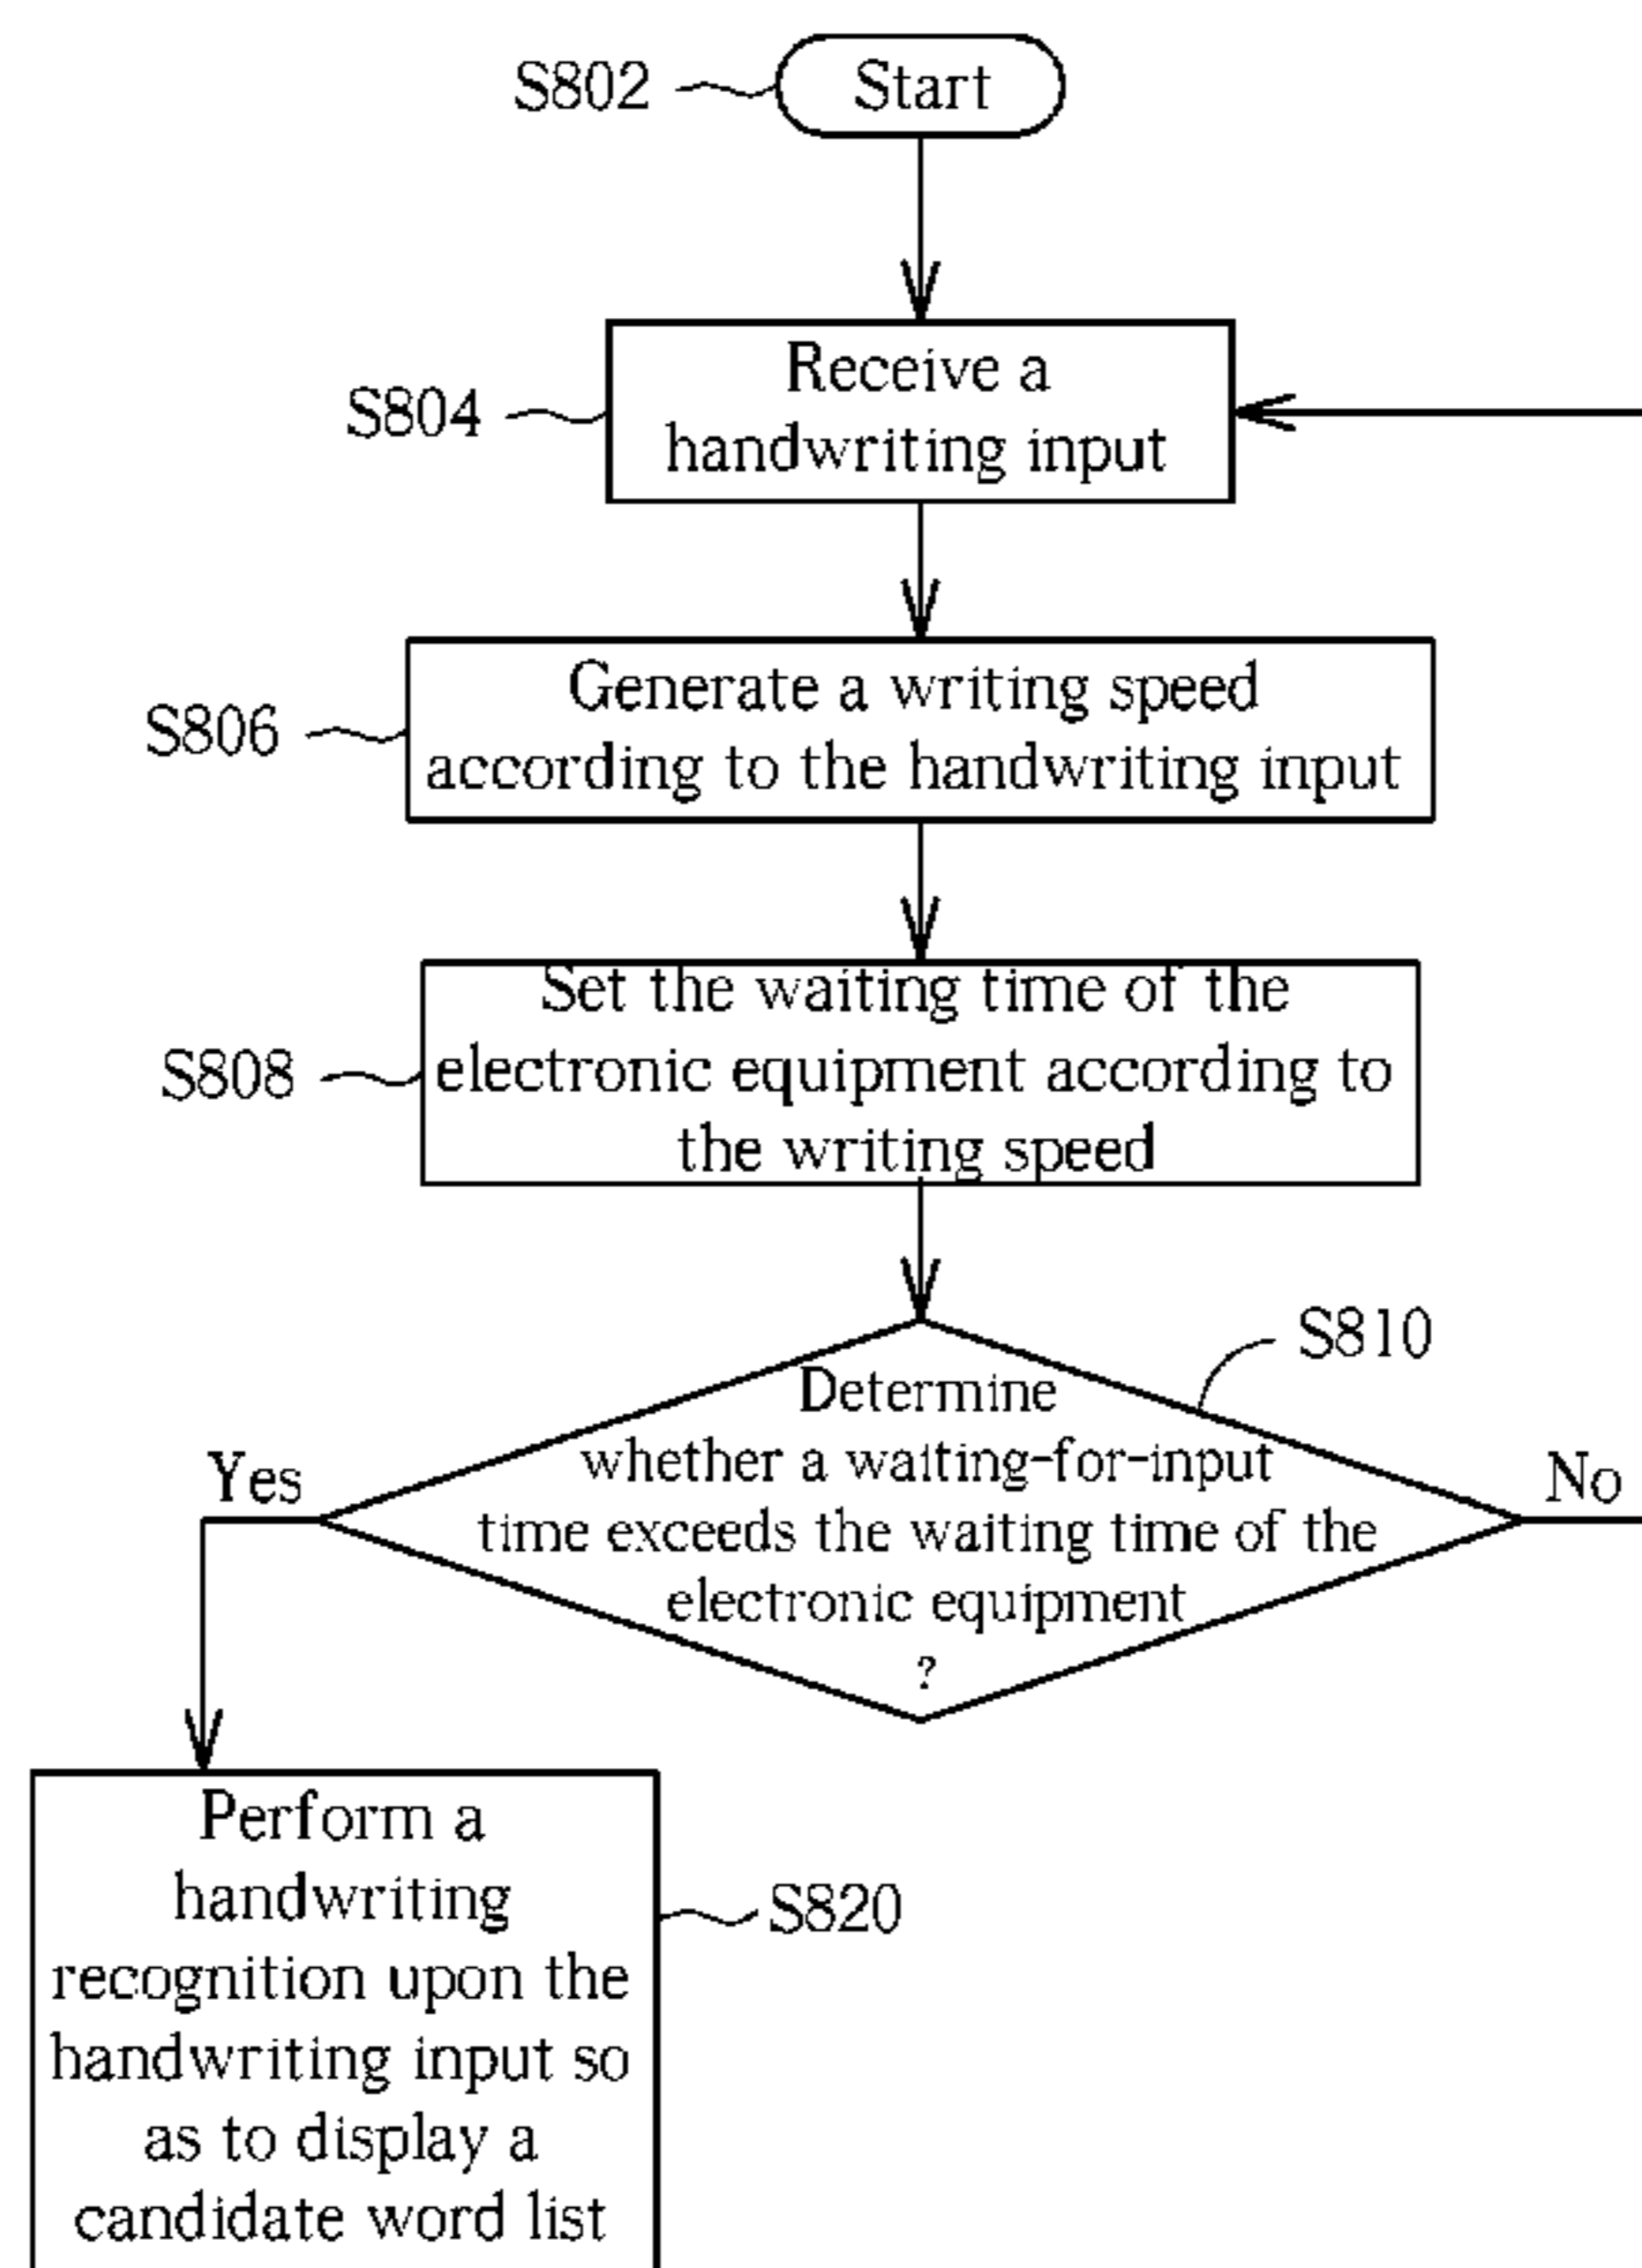 S802
Start
Receive a
handwriting input
S804
Generate a writing speed
according to the handwriting input
S806
Set the waiting time of the
electronic equipment according to
the writing speed
S808
S810
Determine
whether a waiting-for-input
time exceeds the waiting time of the
electronic equipment
?
Yes
No
Perform a
handwriting
recognition upon the
handwriting input so
as to display a
candidate word list
S820